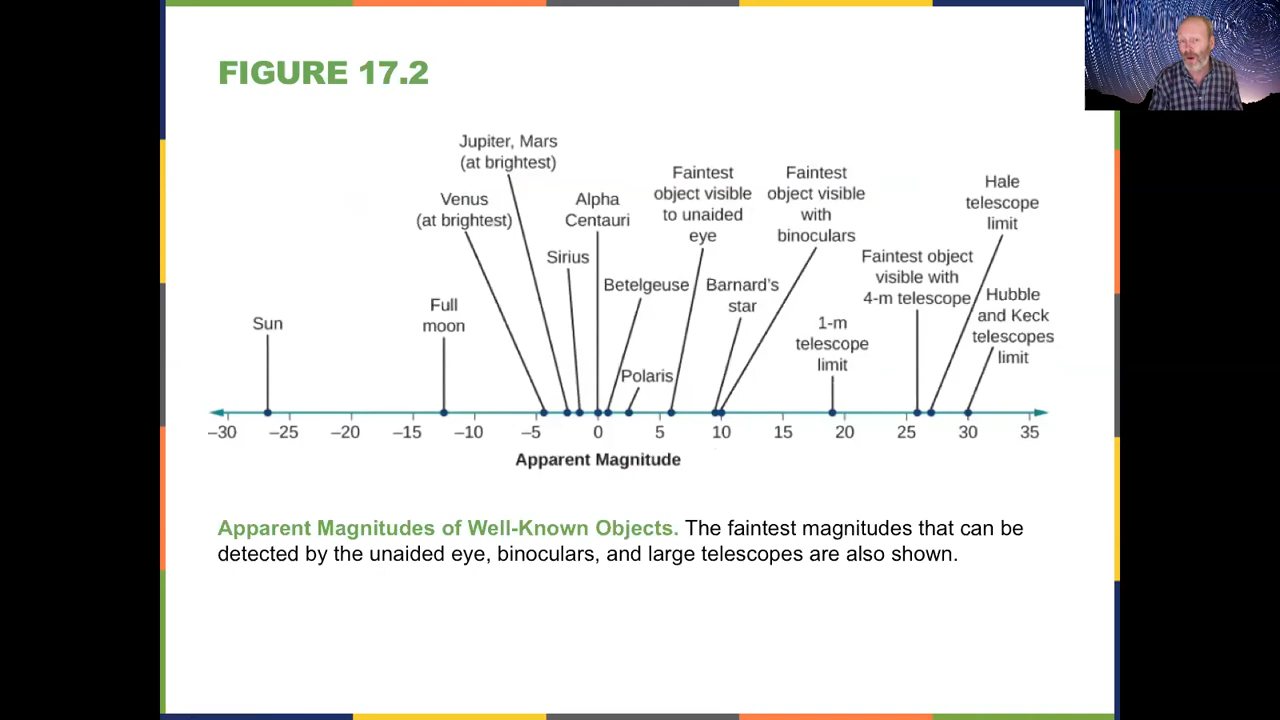 FIGURE 17.2
Jupiter, Mars
(at brightest)
Venus
(at brightest)
Alpha
Centauri
Faintest
object visible
to unaided
eye
Faintest
object visible
with
binoculars
Hale
telescope
limit
Sirius
Faintest object
visible with
4-m telescope
Betelgeuse
Barnard's
star
Hubble
and Keck
telescopes
limit
Full
moon
Sun
1-m
telescope
limit
Polaris
–30 –25 –20 –15 –10 –5 0 5 10 15 20 25 30 35
Apparent Magnitude
Apparent Magnitudes of Well-Known Objects. The faintest magnitudes that can be
detected by the unaided eye, binoculars, and large telescopes are also shown.